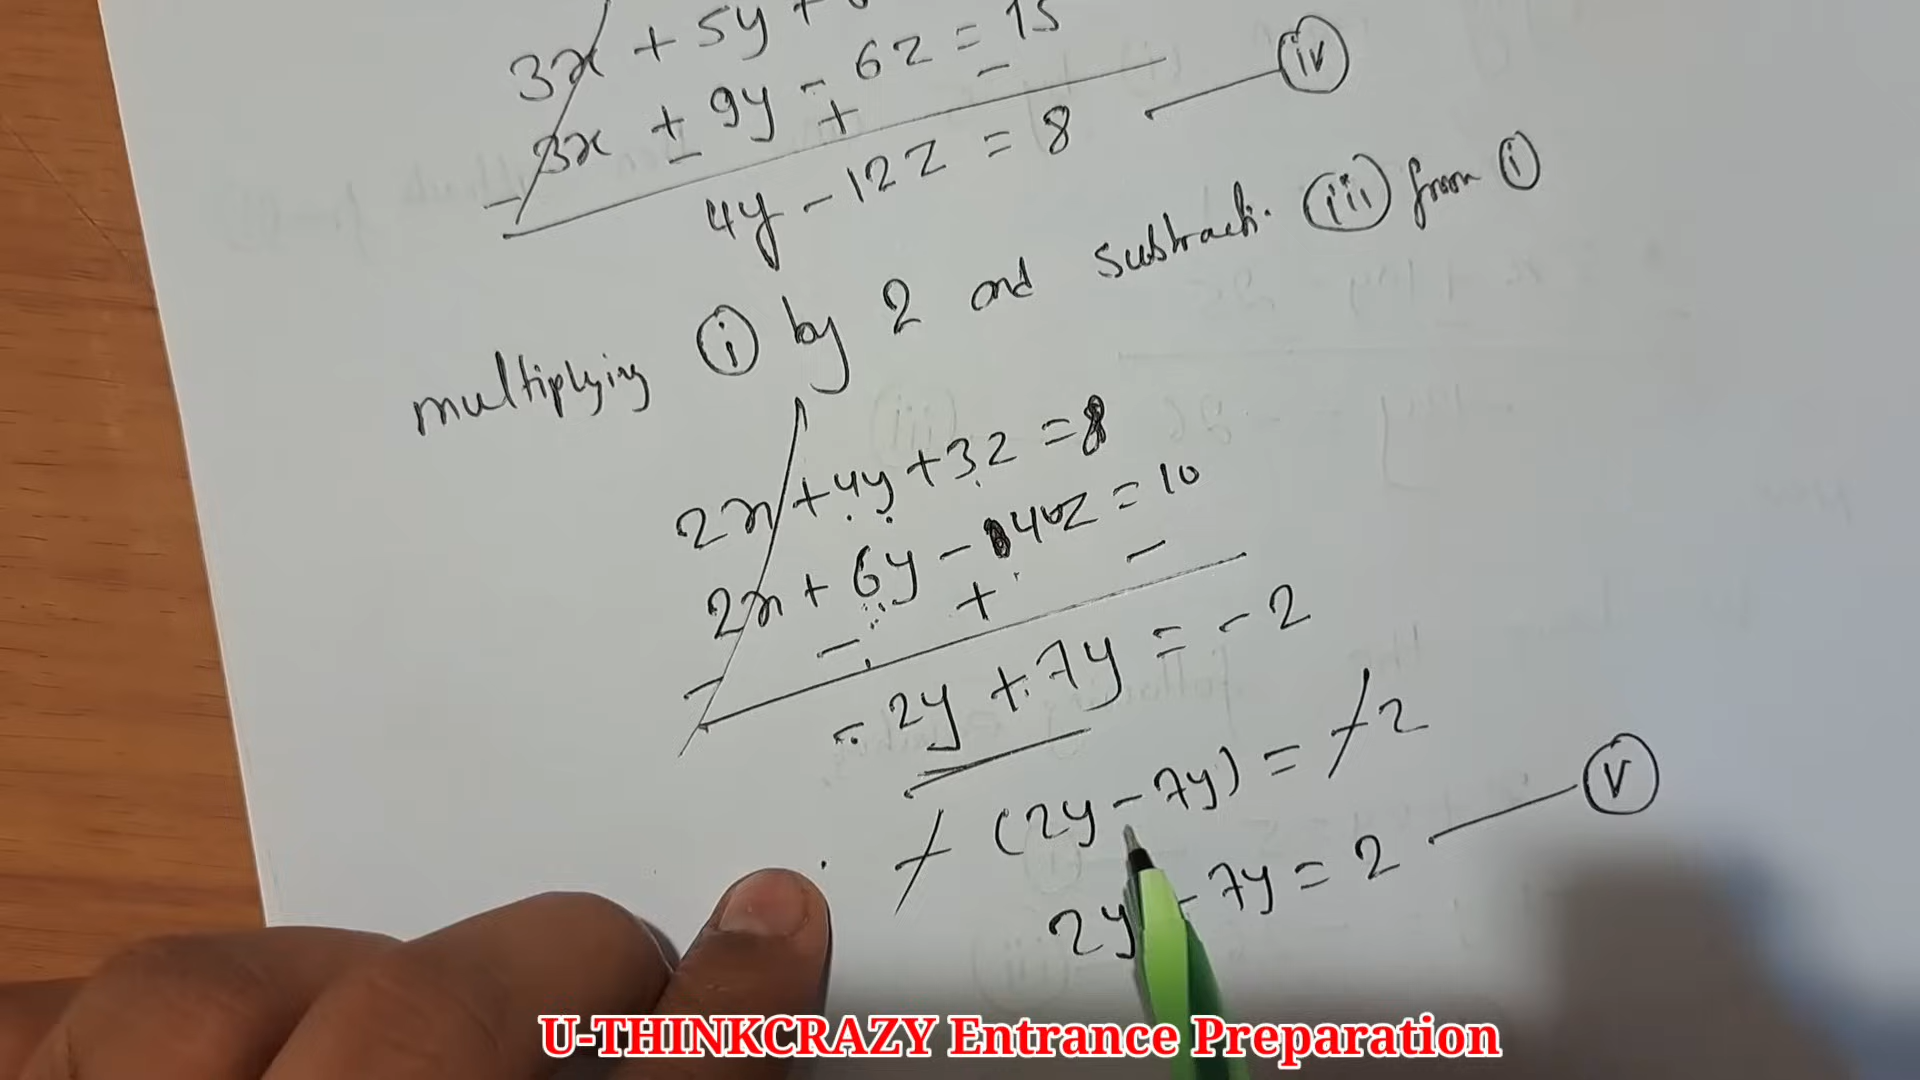 3x + 5y +
3x + 9y - 6z = 15
- - + -
4y - 12z = 8 (iv)
multiplying (i) by 2 and subtract. (iii) from (i)
2x + 4y + 3z = 8
2x + 6y - 4z = 10
- - + -
- 2y + 7y = - 2
- (2y - 7y) = - 2
2y - 7y = 2 (v)
U-THINKCRAZY Entrance Preparation